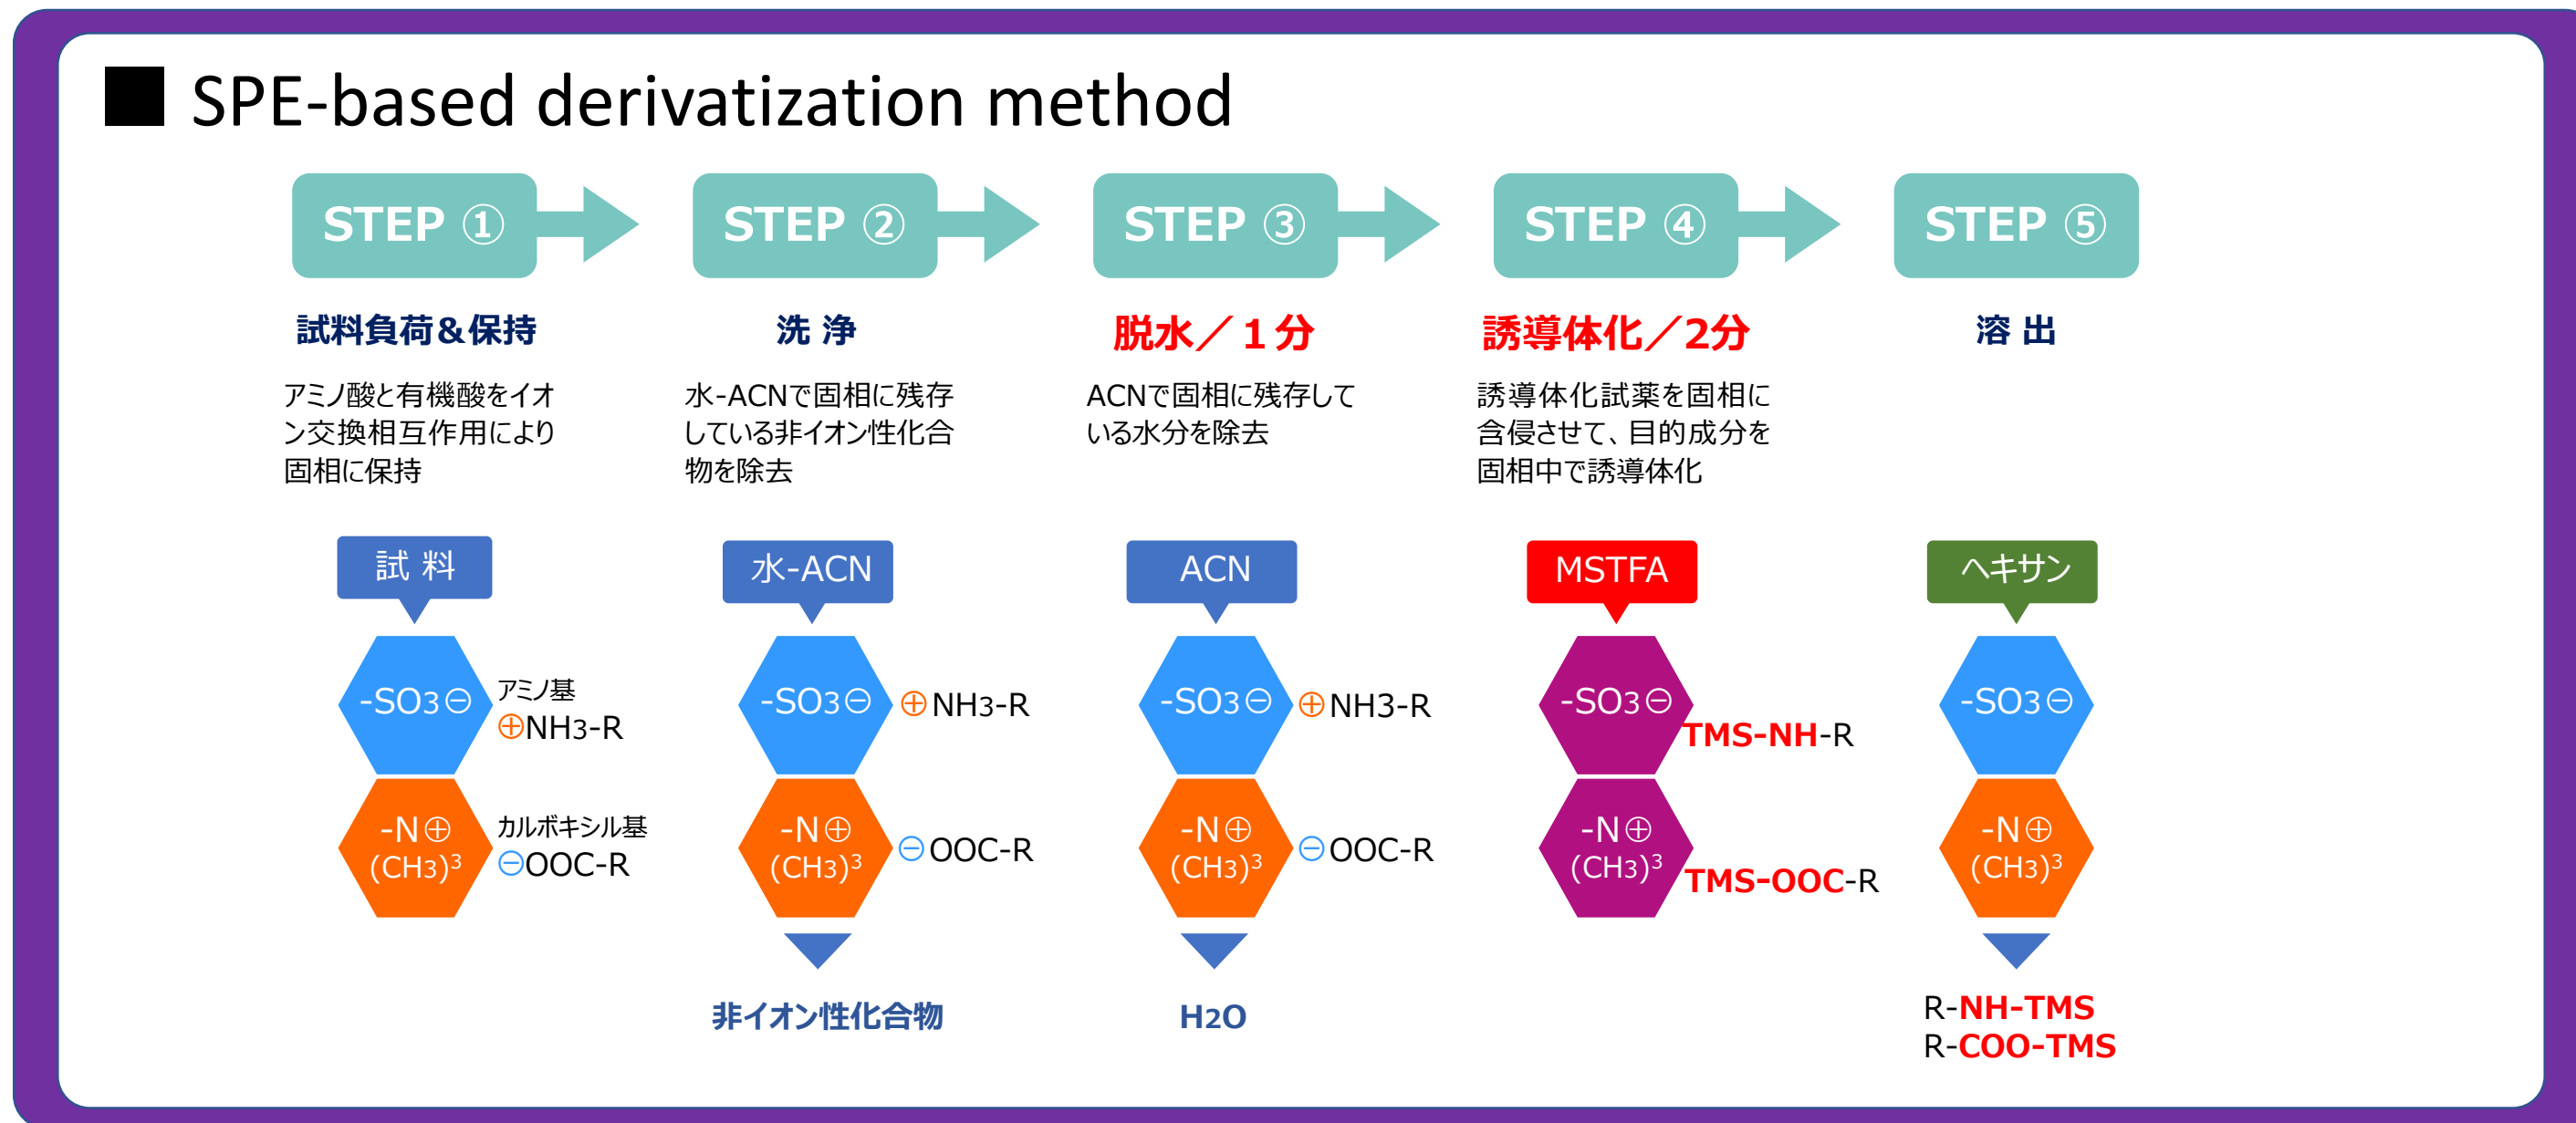 ■ SPE-based derivatization method
STEP ①
STEP ②
STEP ③
STEP ④
STEP ⑤
試料負荷&保持
洗 浄
脱水／１分
誘導体化／2分
溶 出
アミノ酸と有機酸をイオ
ン交換相互作用により
固相に保持
水-ACNで固相に残存
している非イオン性化合
物を除去
ACNで固相に残存して
いる水分を除去
誘導体化試薬を固相に
含侵させて、目的成分を
固相中で誘導体化
試 料
-SO3⊖
アミノ基
⊕NH3-R
-N⊕
(CH3)³
カルボキシル基
⊖OOC-R
水-ACN
-SO3⊖
⊕NH3-R
-N⊕
(CH3)³
⊖OOC-R
非イオン性化合物
ACN
-SO3⊖
⊕NH3-R
-N⊕
(CH3)³
⊖OOC-R
H2O
MSTFA
-SO3⊖
TMS-NH-R
-N⊕
(CH3)³
TMS-OOC-R
ヘキサン
-SO3⊖
-N⊕
(CH3)³
R-NH-TMS
R-COO-TMS